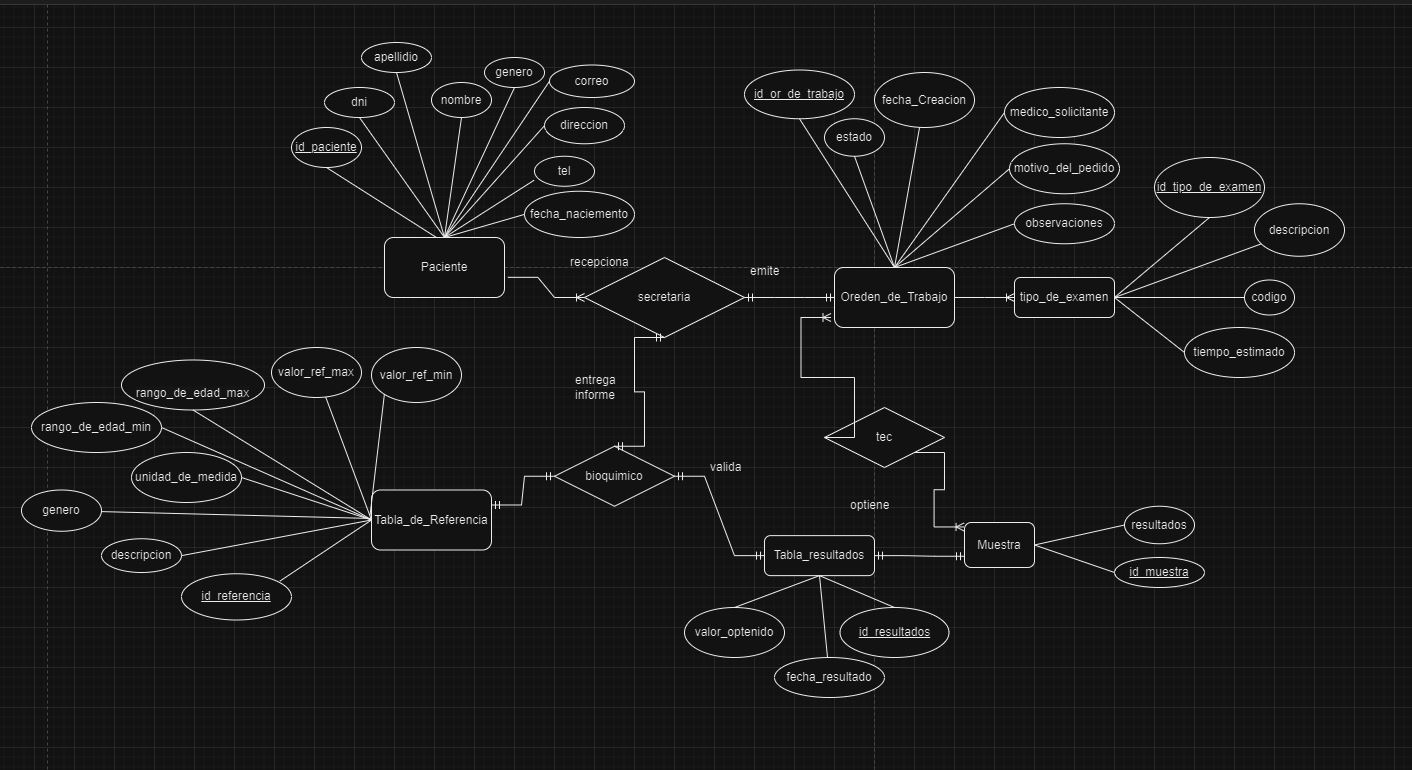 apellidio
genero
correo
dni
nombre
direccion
id_paciente
tel
fecha_naciemento
Paciente
id_or_de_trabajo
fecha_Creacion
medico_solicitante
estado
motivo_del_pedido
observaciones
id_tipo_de_examen
descripcion
codigo
tiempo_estimado
recepciona
secretaria
emite
Oreden_de_Trabajo
tipo_de_examen
entrega
informe
valor_ref_max
valor_ref_min
rango_de_edad_max
rango_de_edad_min
unidad_de_medida
genero
descripcion
id_referencia
Tabla_de_Referencia
bioquimico
valida
tec
optiene
Tabla_resultados
Muestra
resultados
id_muestra
valor_optenido
id_resultados
fecha_resultado